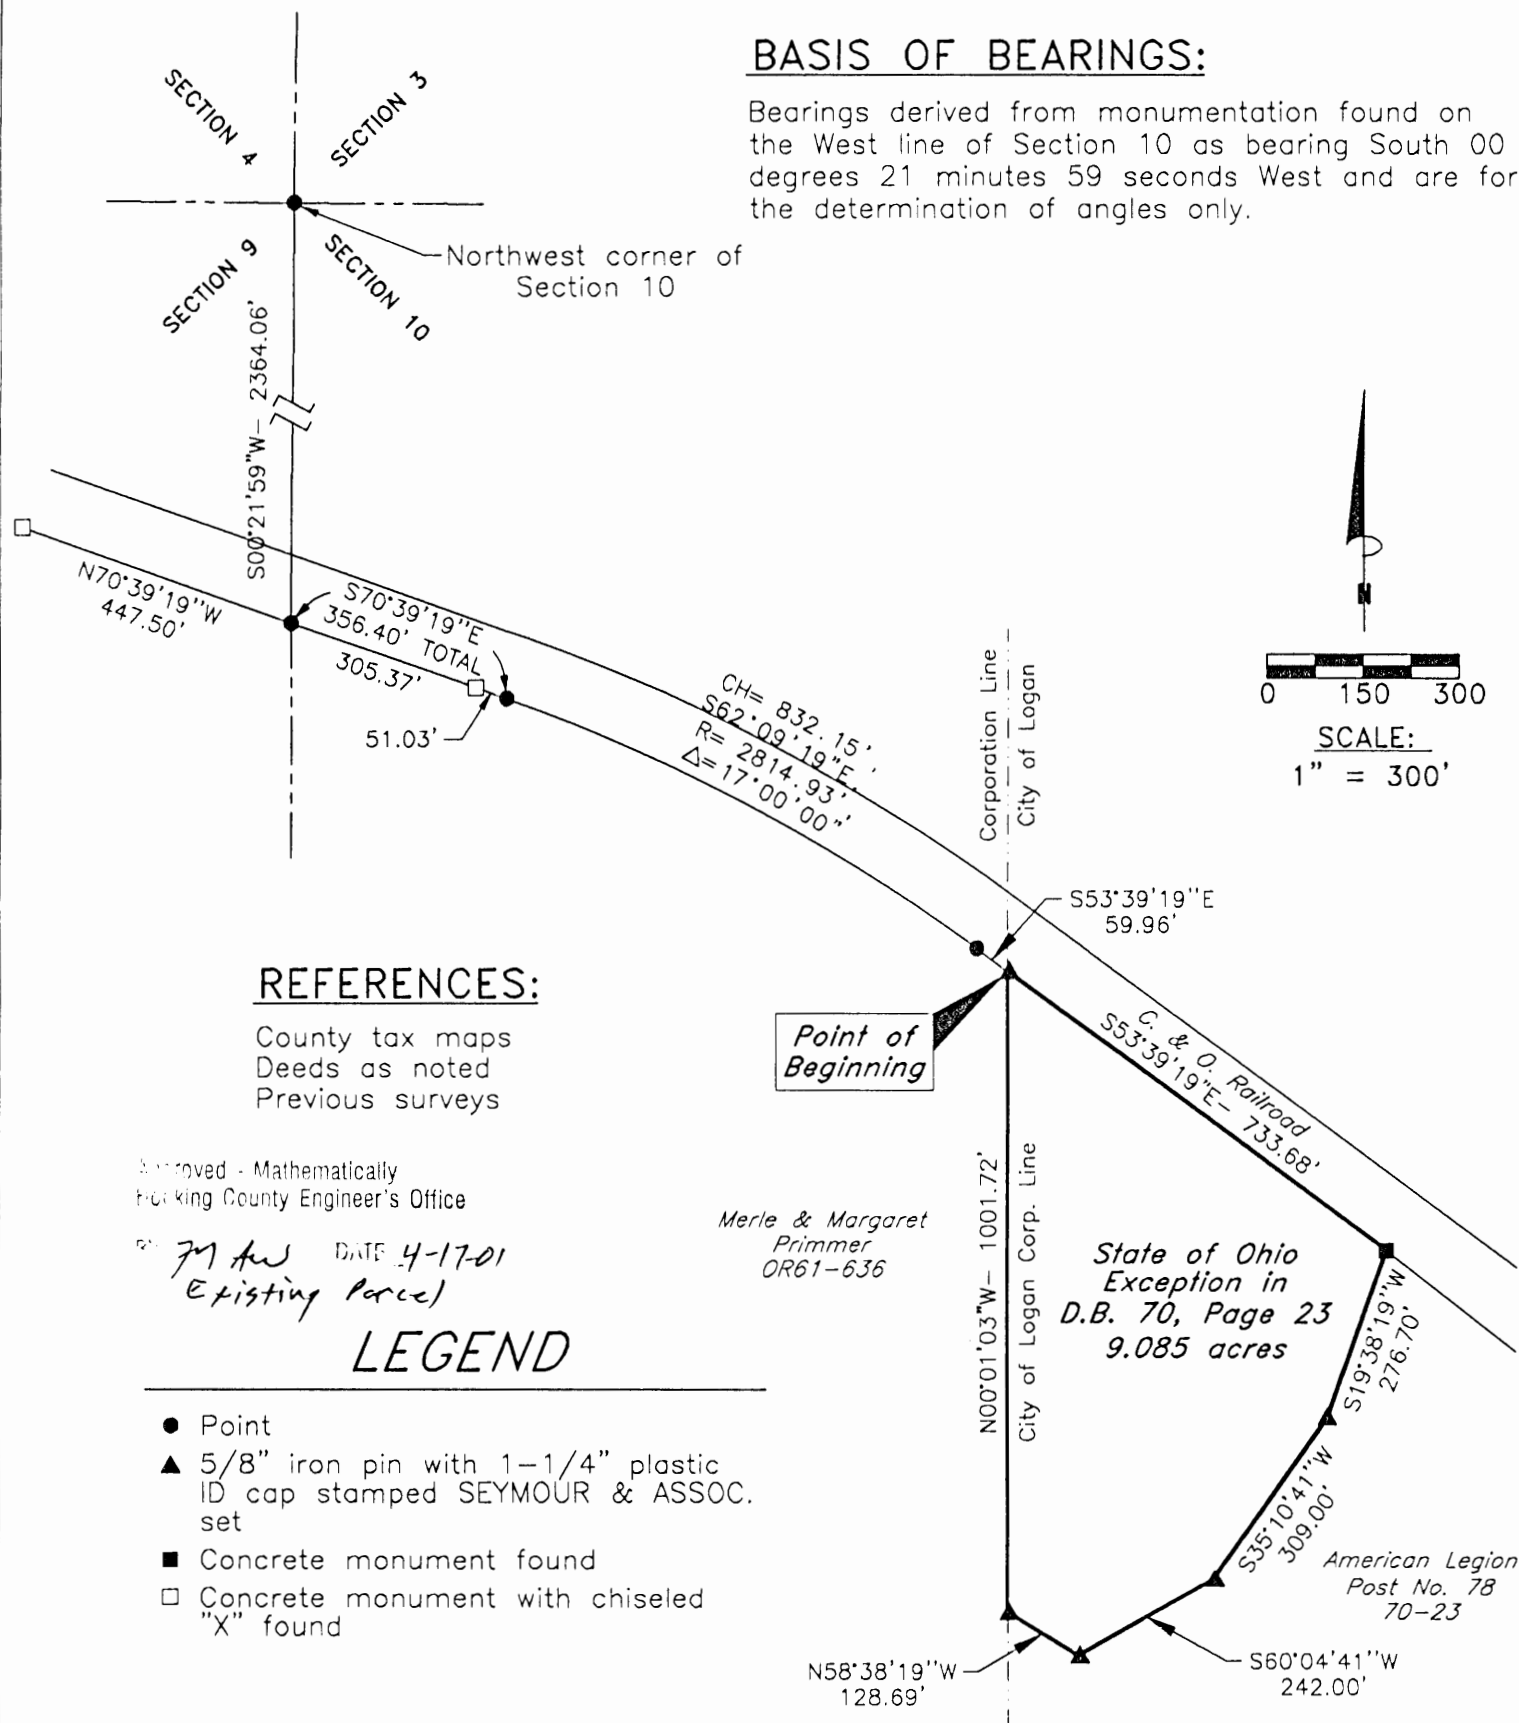 BASIS OF BEARINGS:
Bearings derived from monumentation found on
the West line of Section 10 as bearing South 00
degrees 21 minutes 59 seconds West and are for
the determination of angles only.
SECTION 4
SECTION 3
SECTION 9
SECTION 10
Northwest corner of
Section 10
S00°21'59"W- 2364.06'
N70°39'19"W
447.50'
S70°39'19"E
356.40' TOTAL
305.37'
51.03'
CH= 832.15'
S62°09'19"E
R= 2814.93'
Δ=17°00'00"
Corporation Line
City of Logan
N
0 150 300
SCALE:
1" = 300'
S53°39'19"E
59.96'
REFERENCES:
County tax maps
Deeds as noted
Previous surveys
Point of
Beginning
C. & O. Railroad
S53°39'19"E- 733.68'
Approved - Mathematically
Hocking County Engineer's Office
DATE 4-17-01
Existing Parcel
Merle & Margaret
Primmer
OR61-636
N00°01'03"W- 1001.72'
City of Logan Corp. Line
State of Ohio
Exception in
D.B. 70, Page 23
9.085 acres
S19°38'19"W
276.70'
S35°10'41"W
309.00'
American Legion
Post No. 78
70-23
S60°04'41"W
242.00'
N58°38'19"W
128.69'
LEGEND
Point
5/8" iron pin with 1-1/4" plastic
ID cap stamped SEYMOUR & ASSOC.
set
Concrete monument found
Concrete monument with chiseled
"X" found